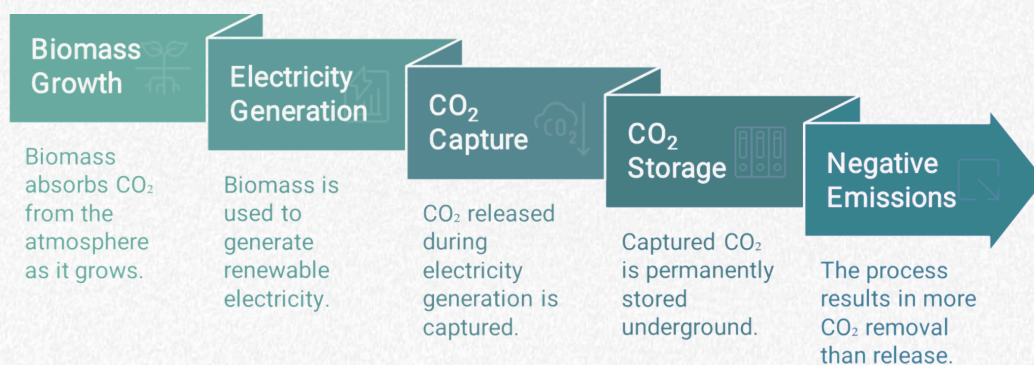 Biomass
Growth
Biomass
absorbs CO₂
from the
atmosphere
as it grows.
Electricity
Generation
Biomass is
used to
generate
renewable
electricity.
CO₂
Capture
CO₂
CO₂ released
during
electricity
generation is
captured.
CO₂
Storage
Captured CO₂
is permanently
stored
underground.
Negative
Emissions
The process
results in more
CO₂ removal
than release.